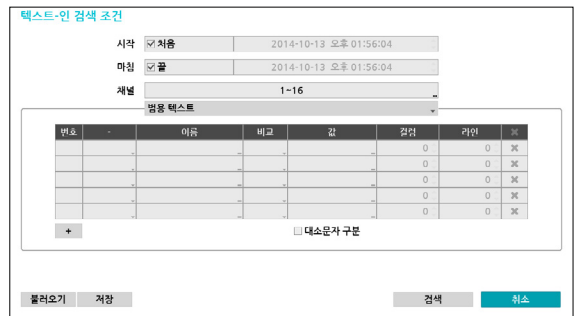 텍스트-인 검색 조건
시작 처음 2014-10-13 오후 01:56:04
마침 끝 2014-10-13 오후 01:56:04
채널 1~16 ...
범용 텍스트
번호 - 이름 비교 값 컬럼 라인
... ... ... ... 0 0
... ... ... ... 0 0
... ... ... ... 0 0
... ... ... ... 0 0
... ... ... ... 0 0
+ 대소문자 구분
불러오기 저장 검색 취소